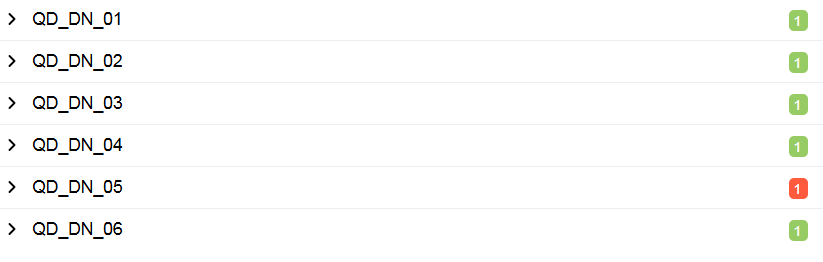 QD_DN_01 1
QD_DN_02 1
QD_DN_03 1
QD_DN_04 1
QD_DN_05 1
QD_DN_06 1